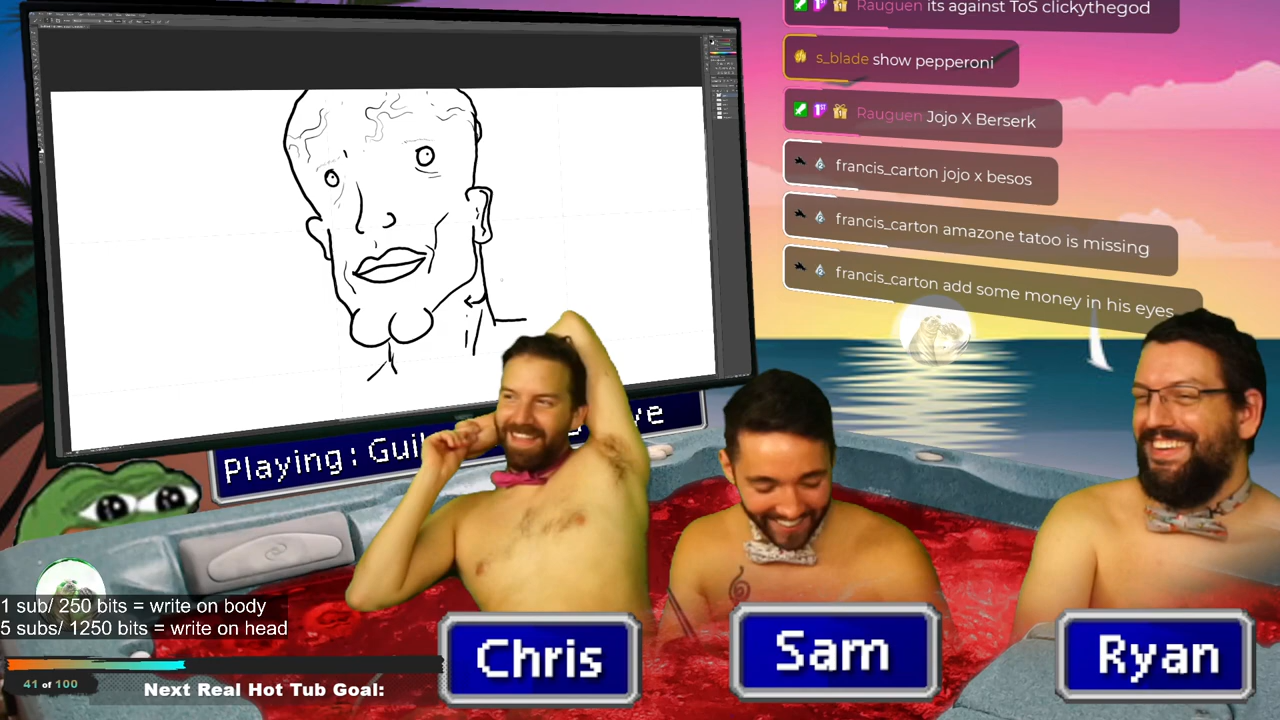 Rauguen its against ToS clickythegod
s_blade show pepperoni
Rauguen Jojo X Berserk
francis_carton jojo x besos
francis_carton amazone tatoo is missing
francis_carton add some money in his eyes
Playing : Guil
ve
1 sub/ 250 bits = write on body
5 subs/ 1250 bits = write on head
41 of 100
Next Real Hot Tub Goal:
Chris
Sam
Ryan